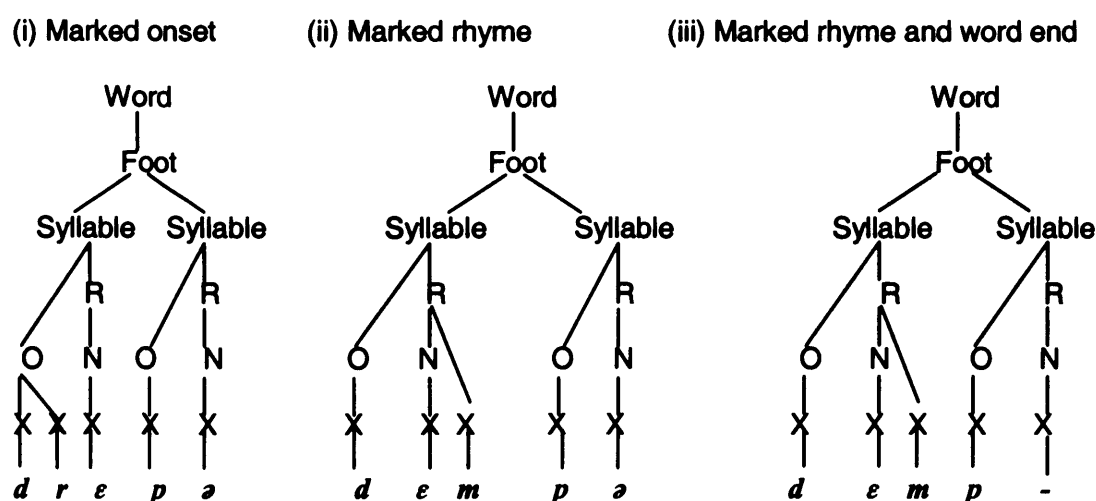 (i) Marked onset (ii) Marked rhyme (iii) Marked rhyme and word end
Word Word Word
Foot Foot Foot
Syllable Syllable Syllable Syllable Syllable Syllable
R R R R R R
O N O N O N O N O N O N
X X X X X X X X X X X X X X X
d r ɛ p ə d ɛ m p ə d ɛ m p -